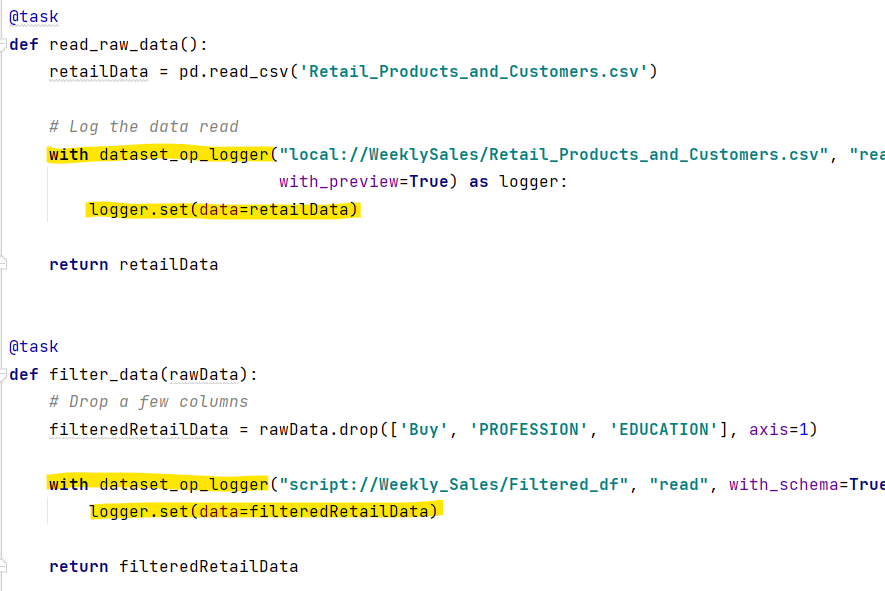 @task
def read_raw_data():
    retailData = pd.read_csv('Retail_Products_and_Customers.csv')
    # Log the data read
    with dataset_op_logger("local://WeeklySales/Retail_Products_and_Customers.csv", "rea
                           with_preview=True) as logger:
        logger.set(data=retailData)
    return retailData
@task
def filter_data(rawData):
    # Drop a few columns
    filteredRetailData = rawData.drop(['Buy', 'PROFESSION', 'EDUCATION'], axis=1)
    with dataset_op_logger("script://Weekly_Sales/Filtered_df", "read", with_schema=True
        logger.set(data=filteredRetailData)
    return filteredRetailData